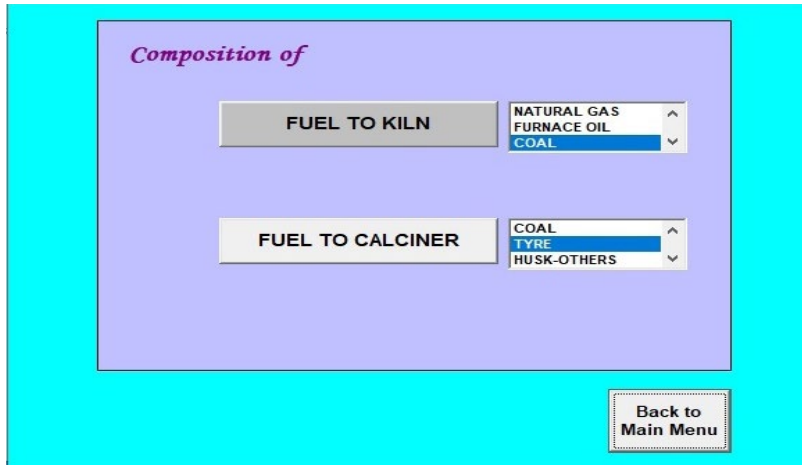 Composition of
FUEL TO KILN
NATURAL GAS
FURNACE OIL
COAL
FUEL TO CALCINER
COAL
TYRE
HUSK-OTHERS
Back to
Main Menu